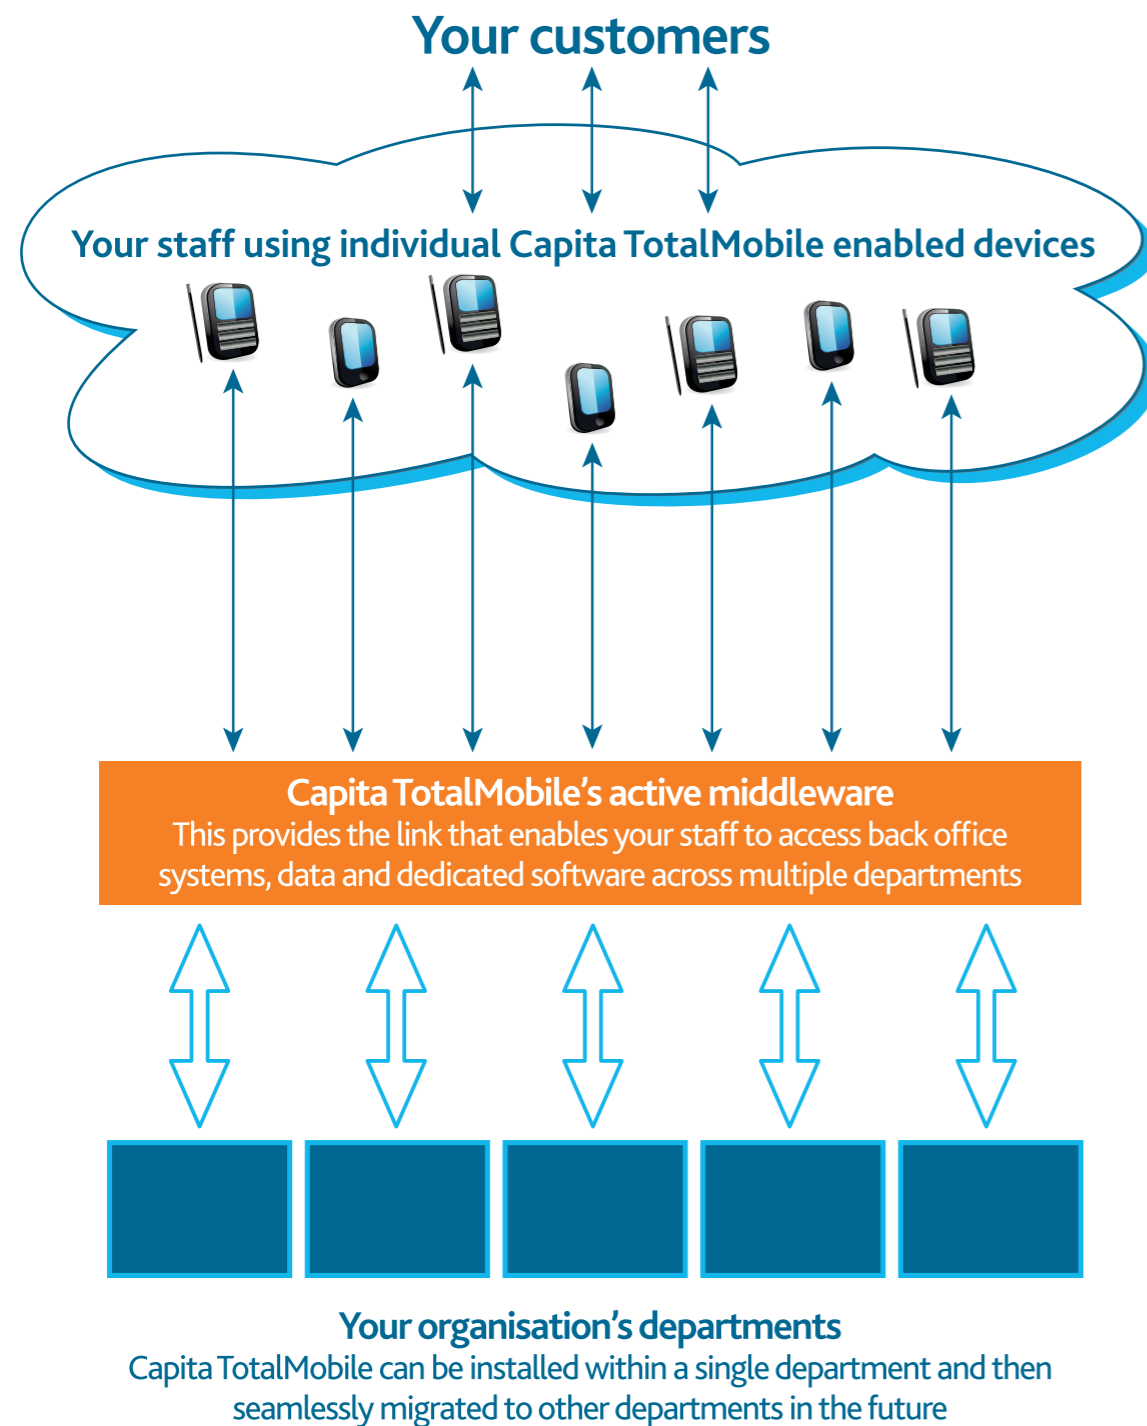 Your customers
Your staff using individual Capita TotalMobile enabled devices
Capita TotalMobile’s active middleware
This provides the link that enables your staff to access back office
systems, data and dedicated software across multiple departments
Your organisation’s departments
Capita TotalMobile can be installed within a single department and then
seamlessly migrated to other departments in the future